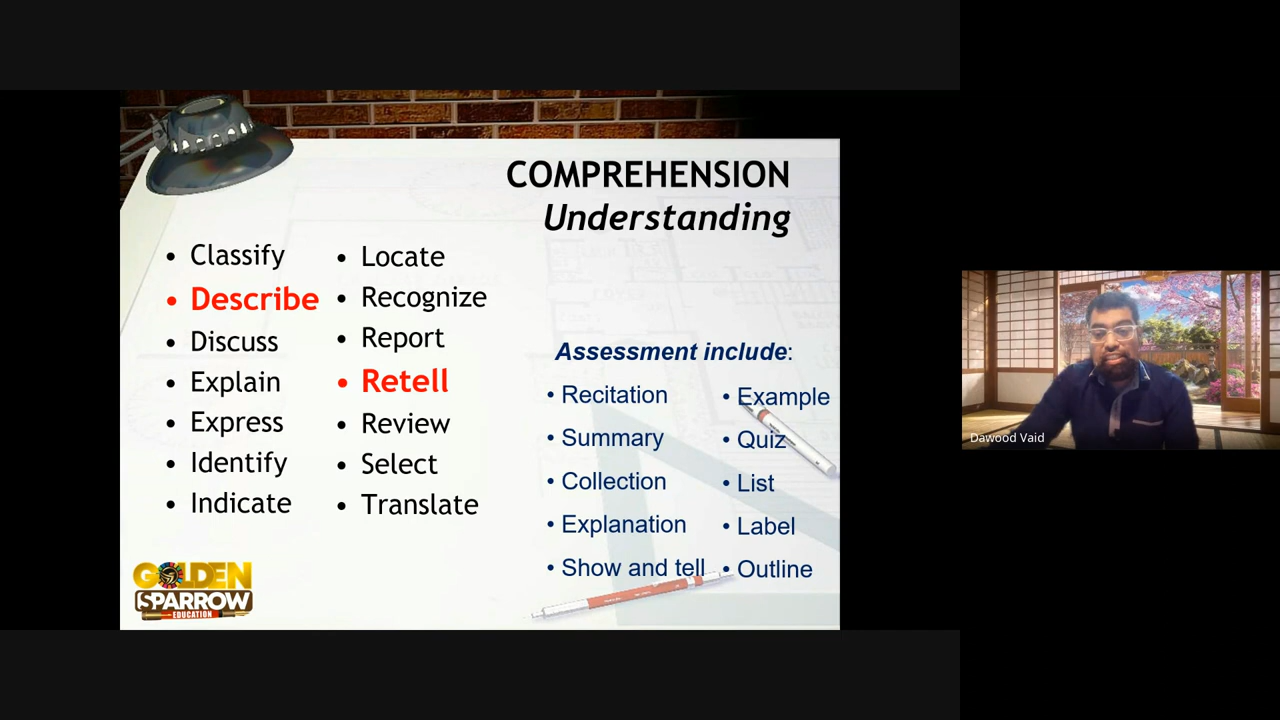 COMPREHENSION
Understanding
• Classify
• Describe
• Discuss
• Explain
• Express
• Identify
• Indicate
• Locate
• Recognize
• Report
• Retell
• Review
• Select
• Translate
Assessment include:
• Recitation
• Summary
• Collection
• Explanation
• Show and tell
• Example
• Quiz
• List
• Label
• Outline
GOLDEN
SPARROW
EDUCATION
Dawood Vaid